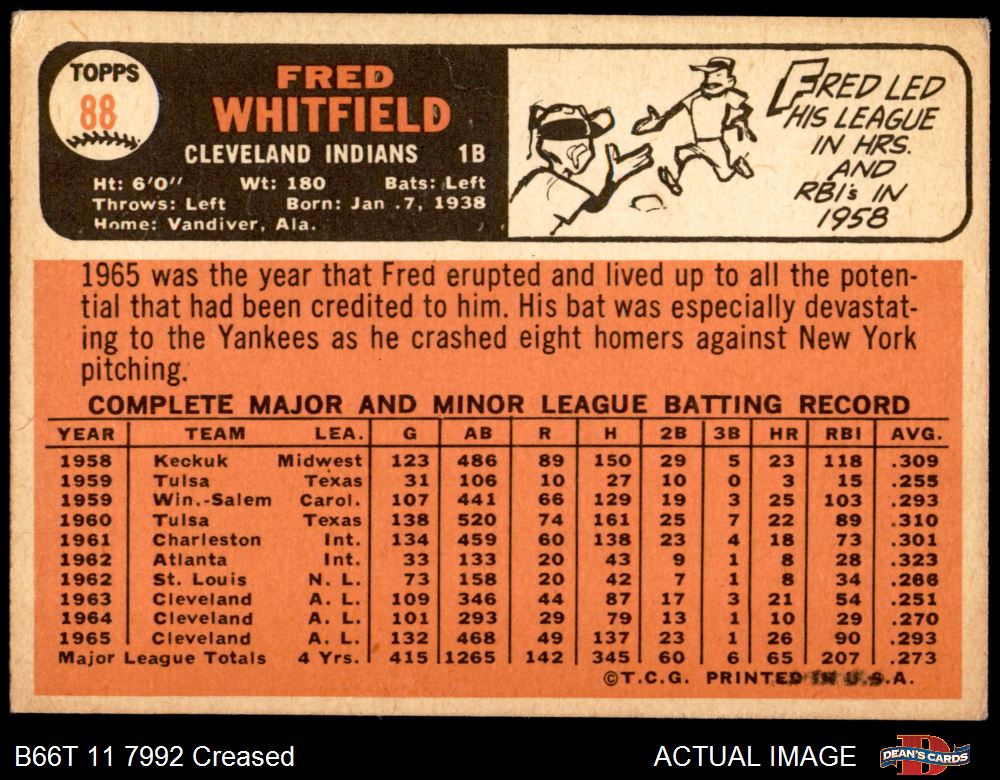 TOPPS
88
FRED
WHITFIELD
CLEVELAND INDIANS 1B
Ht: 6'0" Wt: 180 Bats: Left
Throws: Left Born: Jan .7, 1938
Home: Vandiver, Ala.
FRED LED
HIS LEAGUE
IN HRS.
AND
RBI's IN
1958
1965 was the year that Fred erupted and lived up to all the poten-
tial that had been credited to him. His bat was especially devastat-
ing to the Yankees as he crashed eight homers against New York
pitching.
COMPLETE MAJOR AND MINOR LEAGUE BATTING RECORD
YEAR TEAM LEA. G AB R H 2B 3B HR RBI AVG.
1958 Keckuk Midwest 123 486 89 150 29 5 23 118 .309
1959 Tulsa Texas 31 106 10 27 10 0 3 15 .255
1959 Win.-Salem Carol. 107 441 66 129 19 3 25 103 .293
1960 Tulsa Texas 138 520 74 161 25 7 22 89 .310
1961 Charleston Int. 134 459 60 138 23 4 18 73 .301
1962 Atlanta Int. 33 133 20 43 9 1 8 28 .323
1962 St. Louis N. L. 73 158 20 42 7 1 8 34 .266
1963 Cleveland A. L. 109 346 44 87 17 3 21 54 .251
1964 Cleveland A. L. 101 293 29 79 13 1 10 29 .270
1965 Cleveland A. L. 132 468 49 137 23 1 26 90 .293
Major League Totals 4 Yrs. 415 1265 142 345 60 6 65 207 .273
©T.C.G. PRINTED IN U.S.A.
B66T 11 7992 Creased ACTUAL IMAGE
DEAN'S CARDS